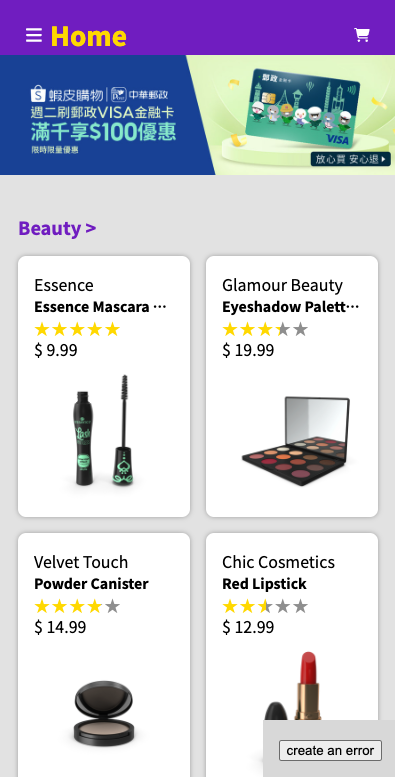 Home
蝦皮購物 中華郵政
週二刷郵政VISA金融卡
滿千享$100優惠
限時限量優惠
郵政
VISA
放心買 安心退
Beauty >
Essence
Essence Mascara ···
$ 9.99
Glamour Beauty
Eyeshadow Palett···
$ 19.99
Velvet Touch
Powder Canister
$ 14.99
Chic Cosmetics
Red Lipstick
$ 12.99
create an error